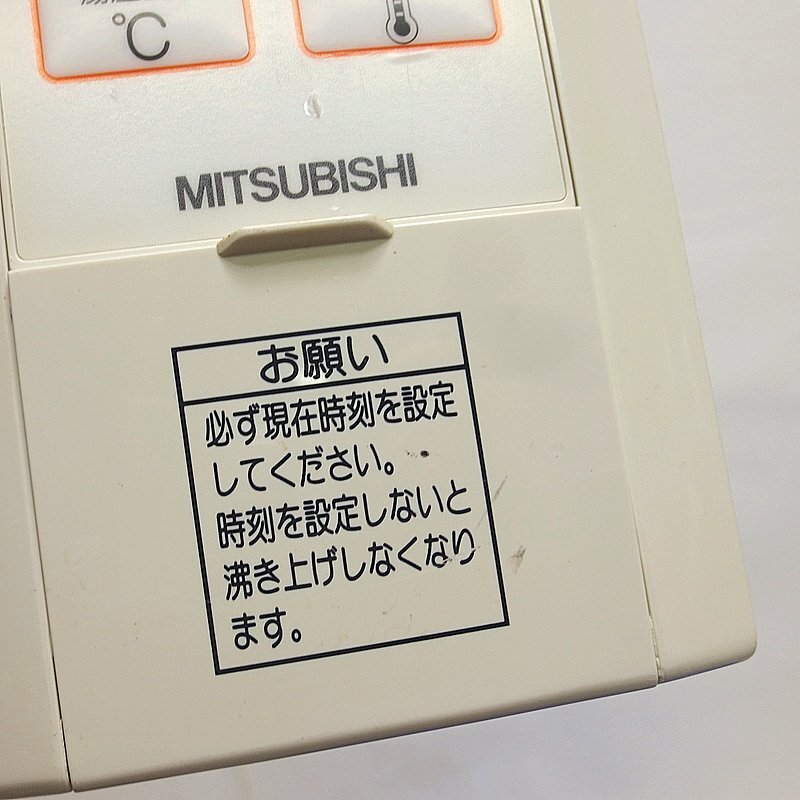 ℃
MITSUBISHI
お願い
必ず現在時刻を設定
してください。
時刻を設定しないと
沸き上げしなくなり
ます。